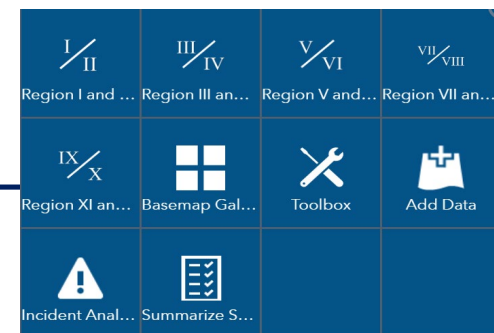 I/II III/IV V/VI VII/VIII
Region I and ... Region III an... Region V and... Region VII an...
IX/X
Region XI an... Basemap Gal... Toolbox Add Data
Incident Anal... Summarize S...